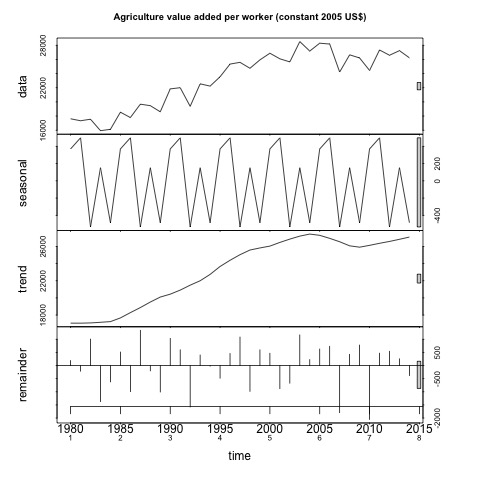 Agriculture value added per worker (constant 2005 US$)
data
16000 22000 28000
seasonal
-400 0 200
trend
18000 22000 26000
remainder
-2000 -500 500
1980 1985 1990 1995 2000 2005 2010 2015
1 2 3 4 5 6 7 8
time